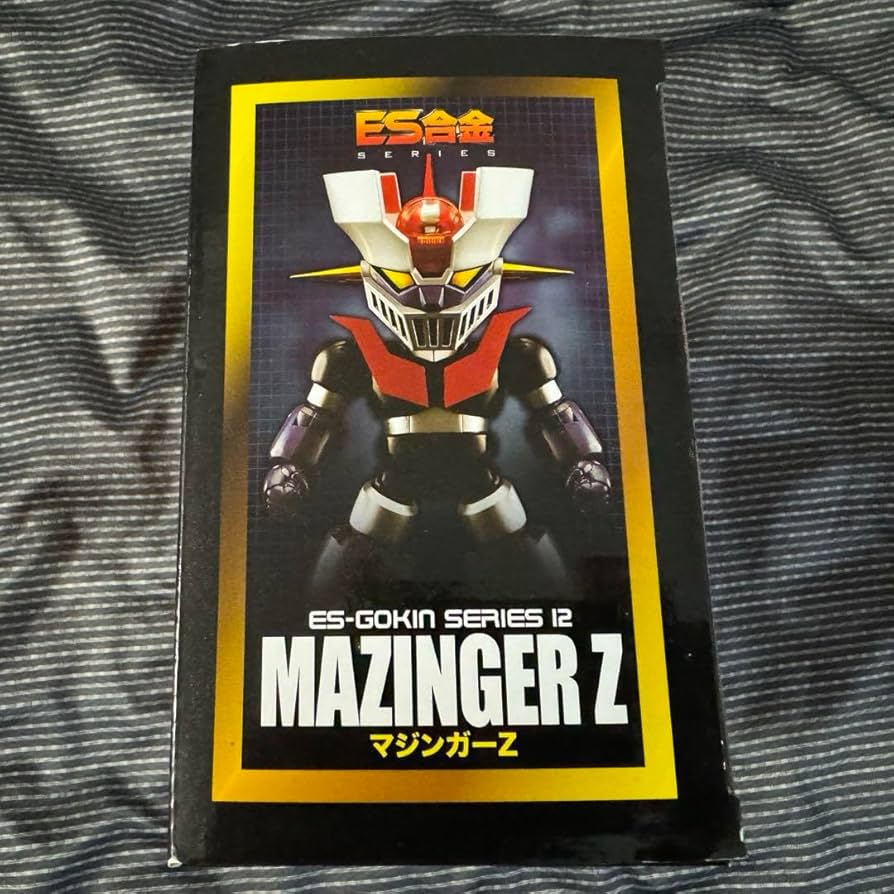 ES合金
SERIES
ES-GOKIN SERIES 12
MAZINGER Z
マジンガーZ